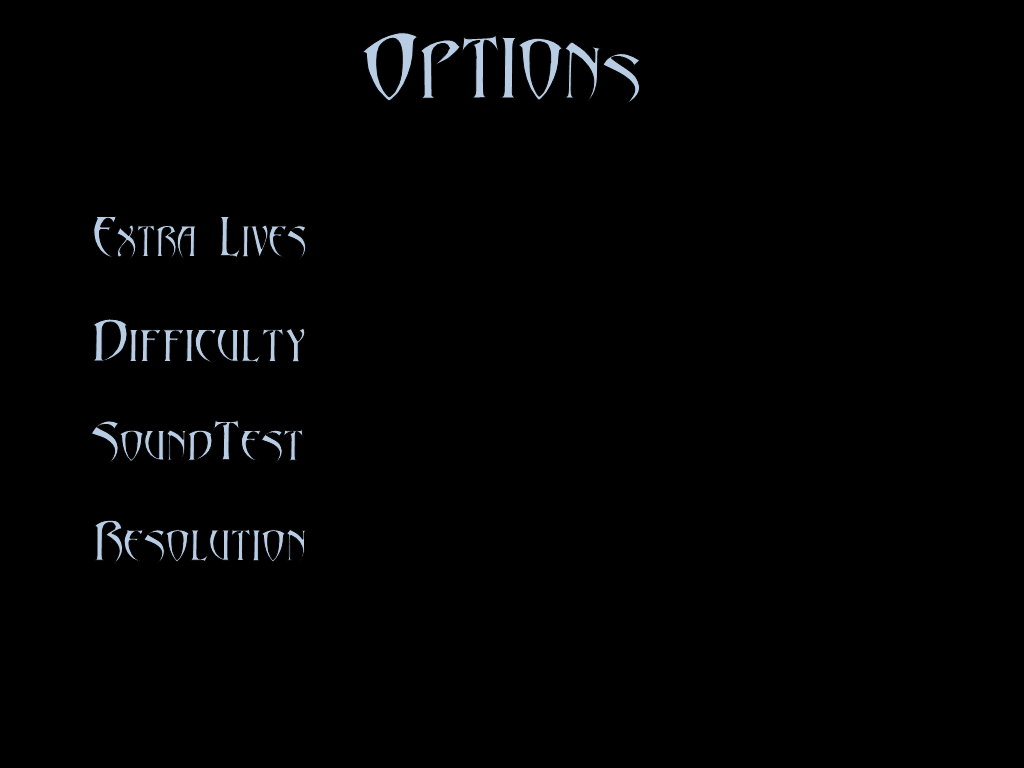 Options
Extra Lives
Difficulty
SoundTest
Resolution